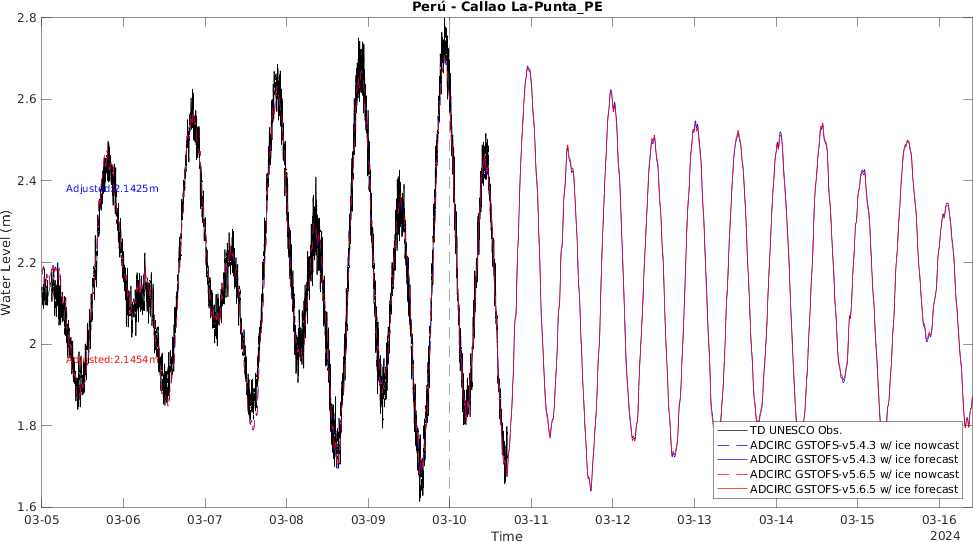 Perú - Callao La-Punta_PE
2.8
2.6
2.4
2.2
2
1.8
1.6
Water Level (m)
Adjusted:2.1425m
Adjusted:2.1454m
TD UNESCO Obs.
ADCIRC GSTOFS-v5.4.3 w/ ice nowcast
ADCIRC GSTOFS-v5.4.3 w/ ice forecast
ADCIRC GSTOFS-v5.6.5 w/ ice nowcast
ADCIRC GSTOFS-v5.6.5 w/ ice forecast
03-05 03-06 03-07 03-08 03-09 03-10 03-11 03-12 03-13 03-14 03-15 03-16
Time
2024